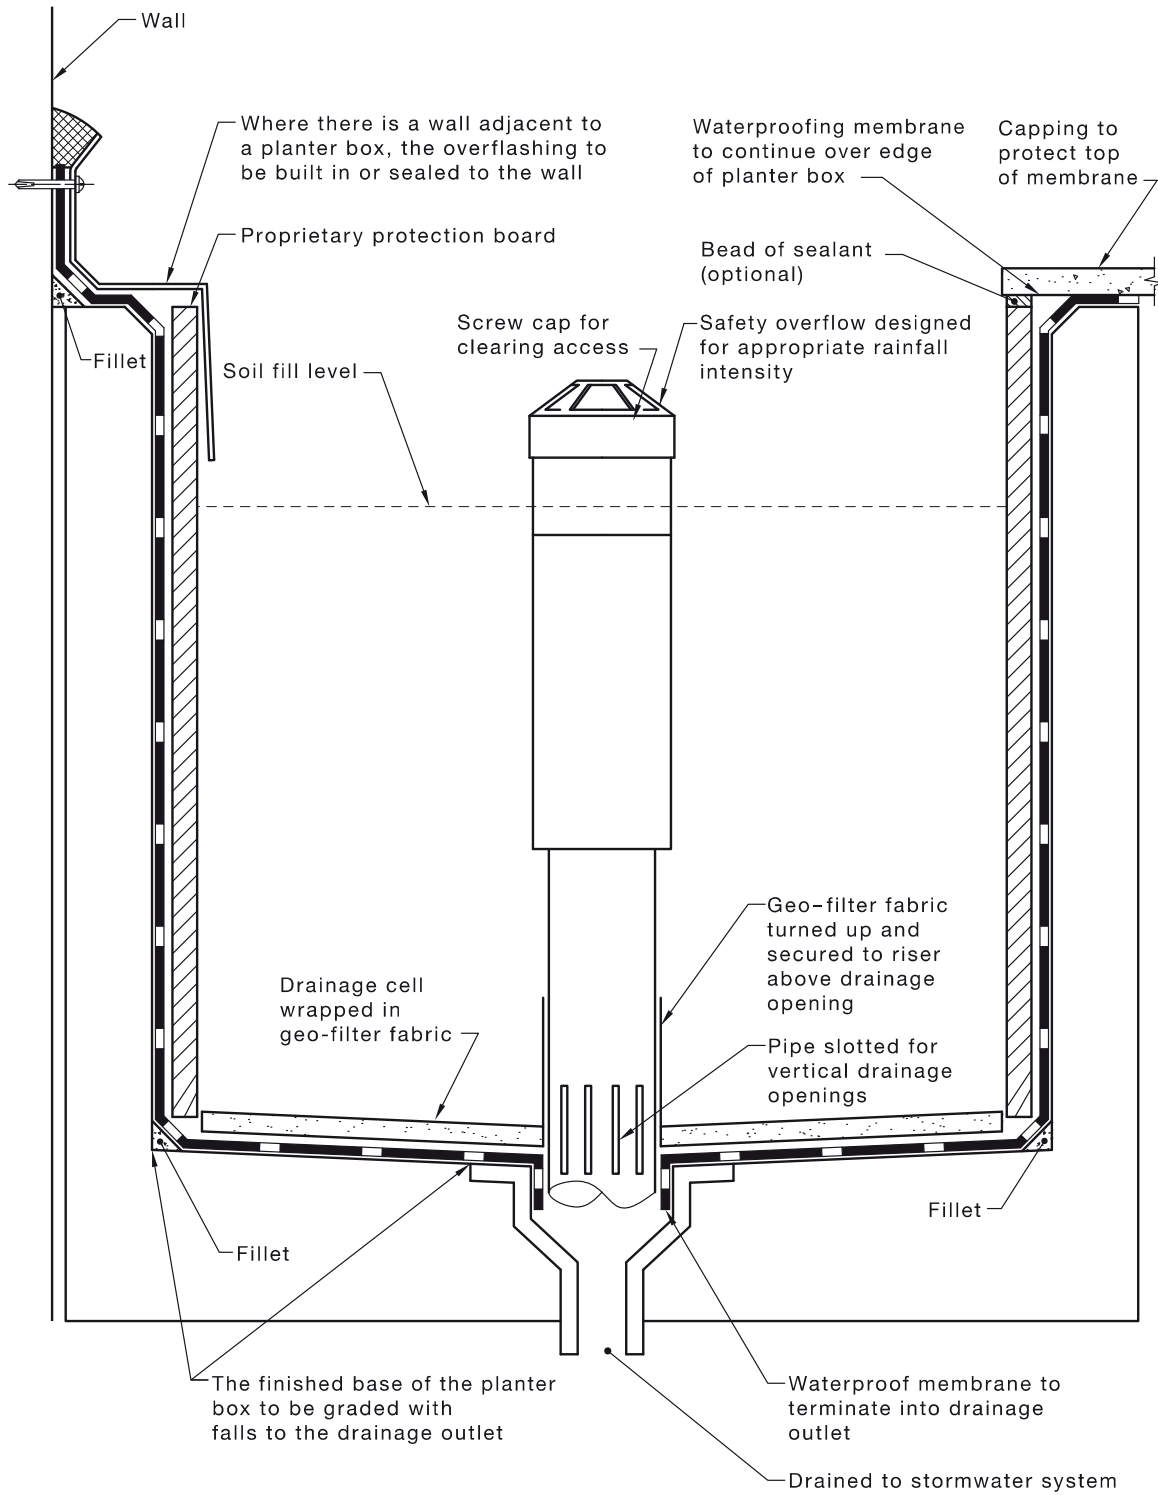 Wall
Where there is a wall adjacent to
a planter box, the overflashing to
be built in or sealed to the wall
Waterproofing membrane
to continue over edge
of planter box
Capping to
protect top
of membrane
Proprietary protection board
Bead of sealant
(optional)
Screw cap for
clearing access
Safety overflow designed
for appropriate rainfall
intensity
Fillet
Soil fill level
Geo-filter fabric
turned up and
secured to riser
above drainage
opening
Drainage cell
wrapped in
geo-filter fabric
Pipe slotted for
vertical drainage
openings
Fillet
Fillet
The finished base of the planter
box to be graded with
falls to the drainage outlet
Waterproof membrane to
terminate into drainage
outlet
Drained to stormwater system